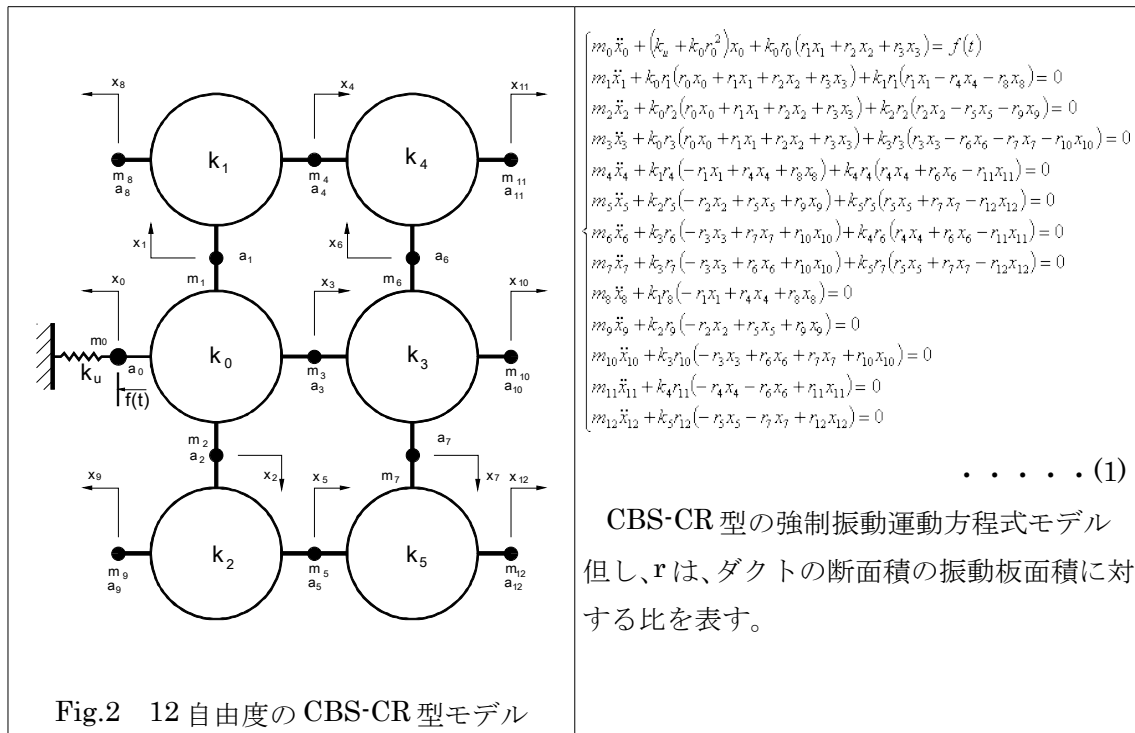 x8
x4
x11
k1
k4
m8
a8
m4
a4
m11
a11
x1
a1
x6
a6
m1
m6
x0
x3
x10
m0
ku
a0
f(t)
k0
m3
a3
k3
m10
a10
m2
a2
a7
x9
x2
m7
x5
x7
x12
k2
k5
m9
a9
m5
a5
m12
a12
Fig.2 12 自由度の CBS-CR 型モデル
m₀ẍ₀ + (kᵤ + k₀r₀²)x₀ + k₀r₀(r₁x₁ + r₂x₂ + r₃x₃) = f(t)
m₁ẍ₁ + k₀r₁(r₀x₀ + r₁x₁ + r₂x₂ + r₃x₃) + k₁r₁(r₁x₁ − r₄x₄ − r₈x₈) = 0
m₂ẍ₂ + k₀r₂(r₀x₀ + r₁x₁ + r₂x₂ + r₃x₃) + k₂r₂(r₂x₂ − r₅x₅ − r₉x₉) = 0
m₃ẍ₃ + k₀r₃(r₀x₀ + r₁x₁ + r₂x₂ + r₃x₃) + k₃r₃(r₃x₃ − r₆x₆ − r₇x₇ − r₁₀x₁₀) = 0
m₄ẍ₄ + k₁r₄(− r₁x₁ + r₄x₄ + r₈x₈) + k₄r₄(r₄x₄ + r₆x₆ − r₁₁x₁₁) = 0
m₅ẍ₅ + k₂r₅(− r₂x₂ + r₅x₅ + r₉x₉) + k₅r₅(r₅x₅ + r₇x₇ − r₁₂x₁₂) = 0
m₆ẍ₆ + k₃r₆(− r₃x₃ + r₇x₇ + r₁₀x₁₀) + k₄r₆(r₄x₄ + r₆x₆ − r₁₁x₁₁) = 0
m₇ẍ₇ + k₃r₇(− r₃x₃ + r₆x₆ + r₁₀x₁₀) + k₅r₇(r₅x₅ + r₇x₇ − r₁₂x₁₂) = 0
m₈ẍ₈ + k₁r₈(− r₁x₁ + r₄x₄ + r₈x₈) = 0
m₉ẍ₉ + k₂r₉(− r₂x₂ + r₅x₅ + r₉x₉) = 0
m₁₀ẍ₁₀ + k₃r₁₀(− r₃x₃ + r₆x₆ + r₇x₇ + r₁₀x₁₀) = 0
m₁₁ẍ₁₁ + k₄r₁₁(− r₄x₄ − r₆x₆ + r₁₁x₁₁) = 0
m₁₂ẍ₁₂ + k₅r₁₂(− r₅x₅ − r₇x₇ + r₁₂x₁₂) = 0
・・・・・(1)
CBS-CR 型の強制振動運動方程式モデル
但し、r は、ダクトの断面積の振動板面積に対
する比を表す。